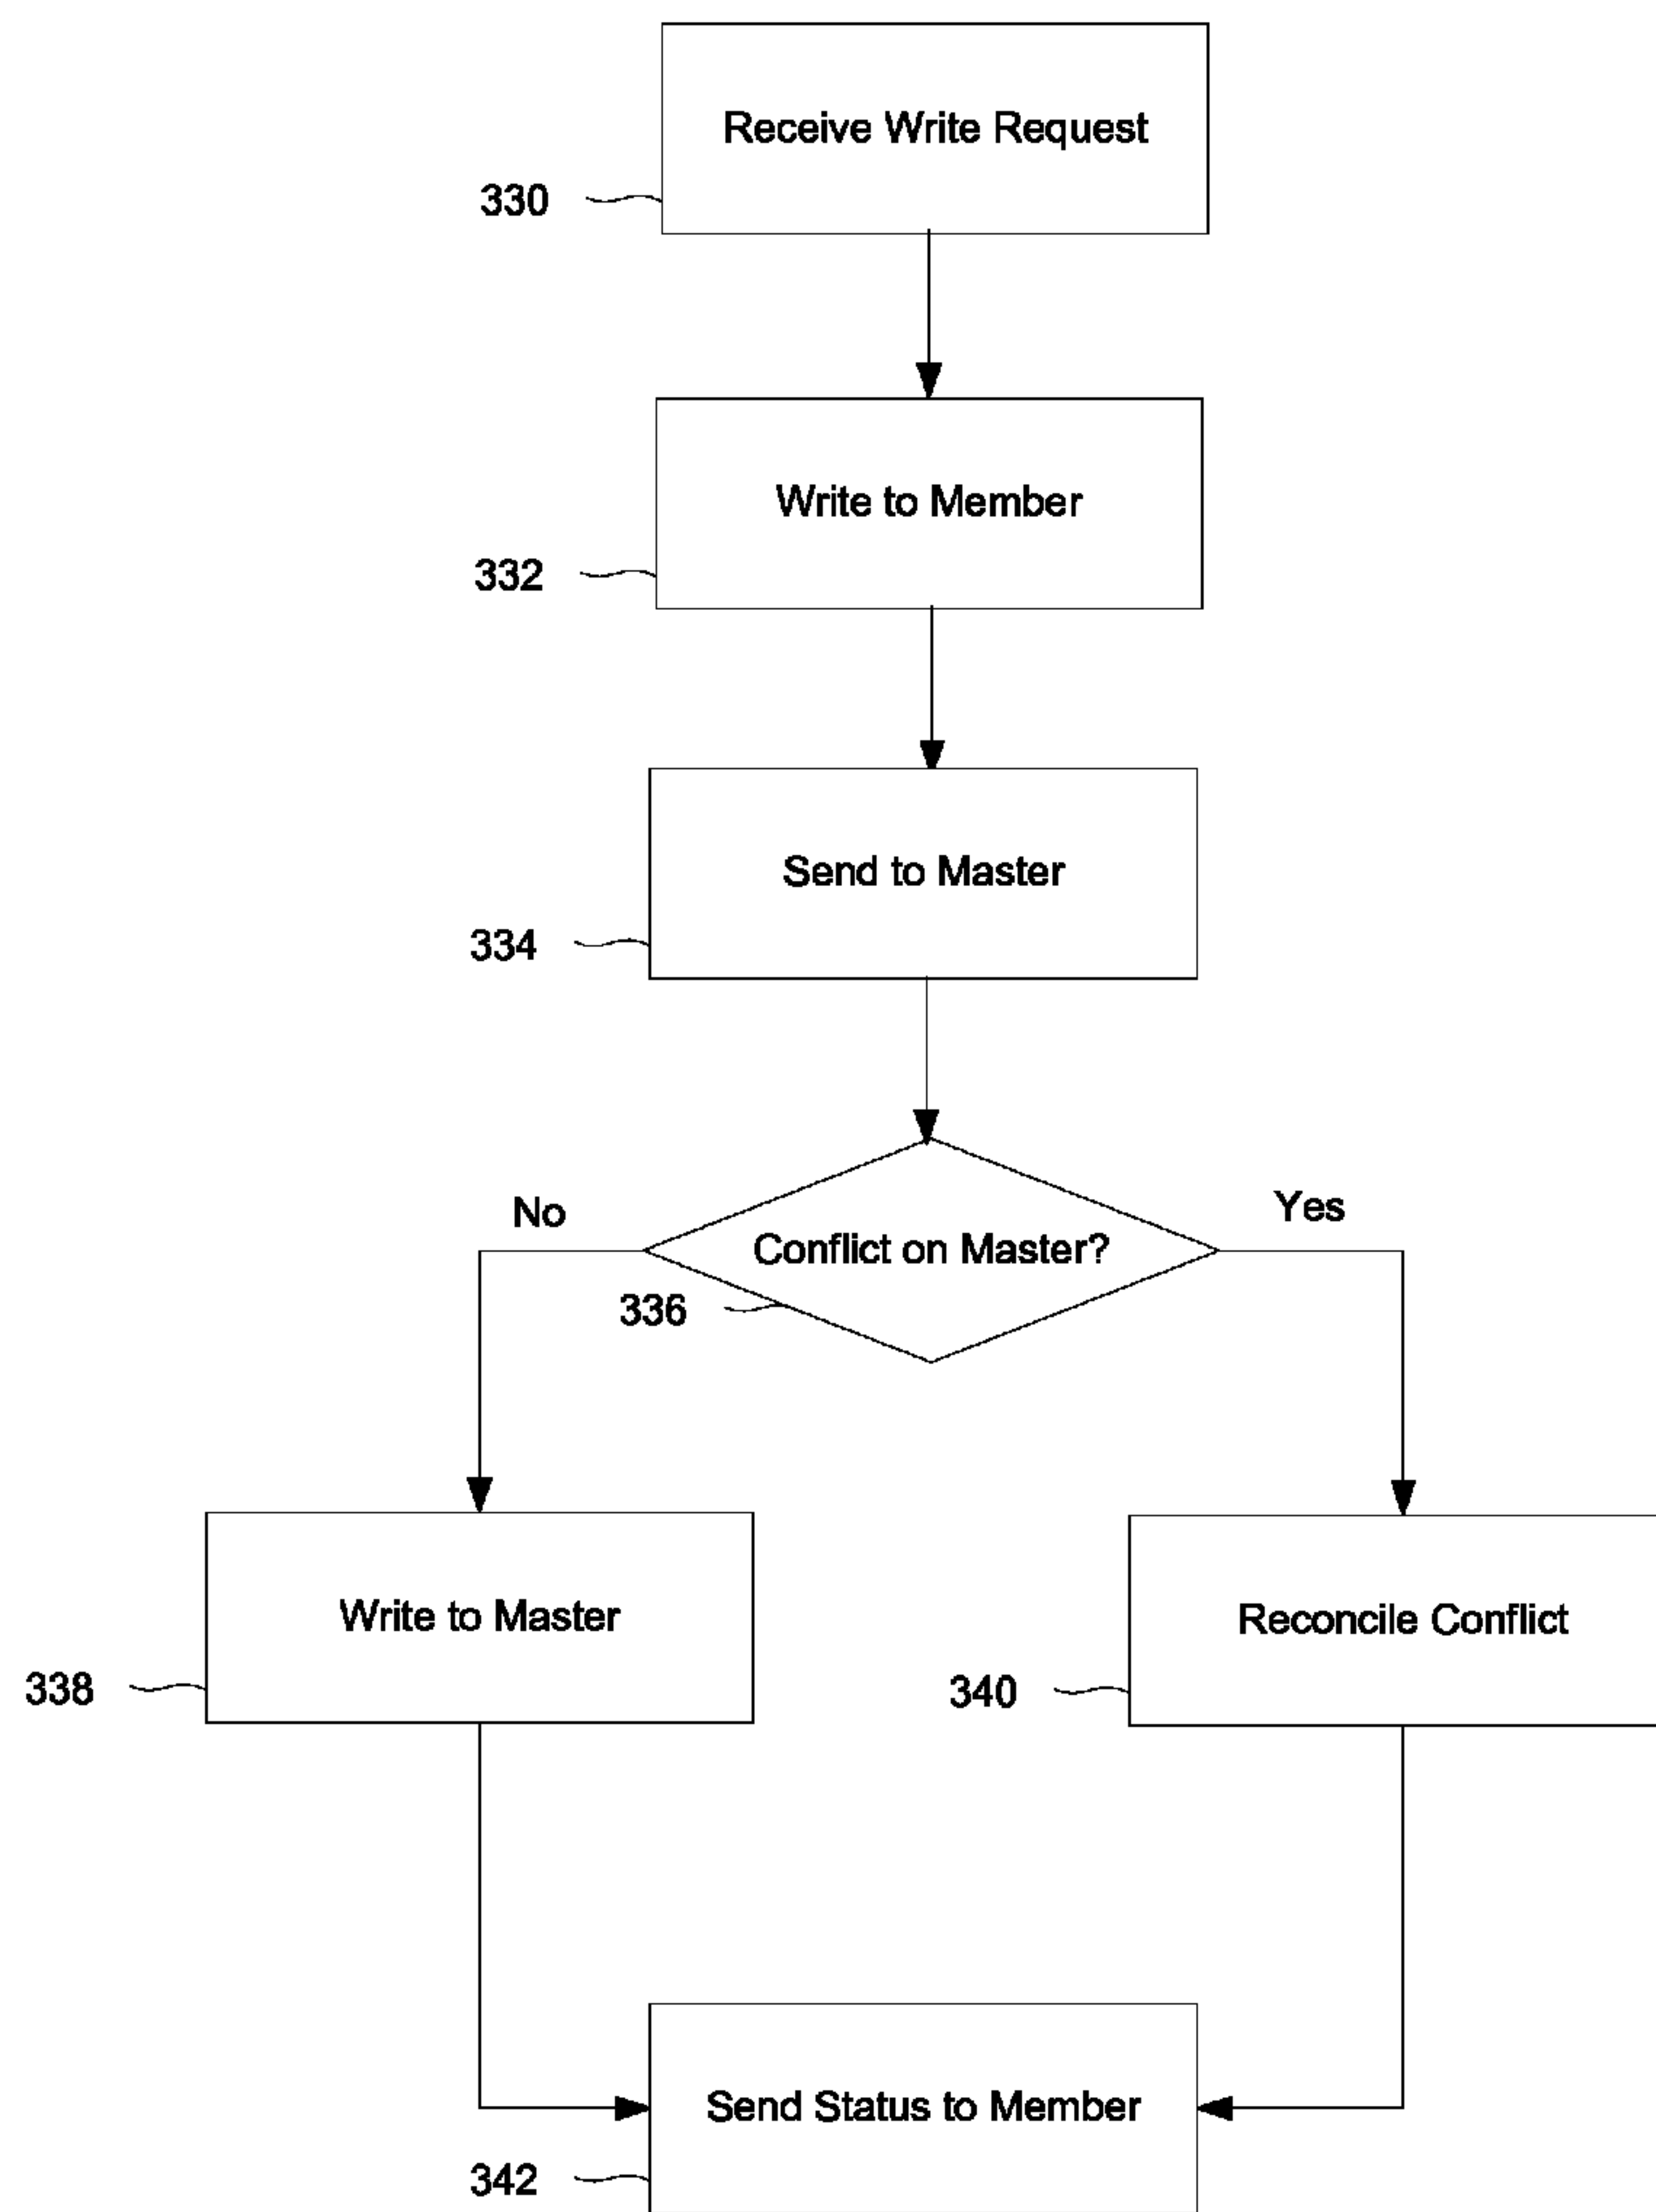 Receive Write Request
330
Write to Member
332
Send to Master
334
No
Yes
Conflict on Master?
336
Write to Master
338
Reconcile Conflict
340
Send Status to Member
342